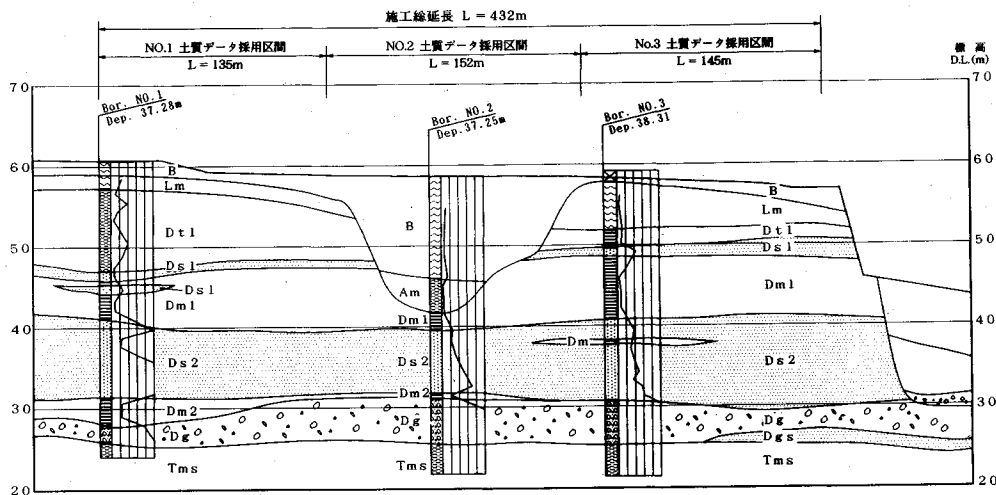 施工線延長 L = 432m
NO.1 土質データ採用区間
NO.2 土質データ採用区間
No.3 土質データ採用区間
標高
L = 135m
L = 152m
L = 145m
D.L.(m)
70
70
Bor. NO.1
Dep. 37.28m
Bor. NO.2
Dep. 37.25m
Bor. NO.3
Dep. 38.31
60
60
B
B
Lm
Lm
Dt1
B
Dt1
50
50
Ds1
Ds1
Ds1
Am
Dm1
Dm1
Dm1
40
40
Dm
Ds2
Ds2
Ds2
Dm2
30
30
Dm2
Dg
Dg
Dg
Dgs
Tms
Tms
Tms
20
20